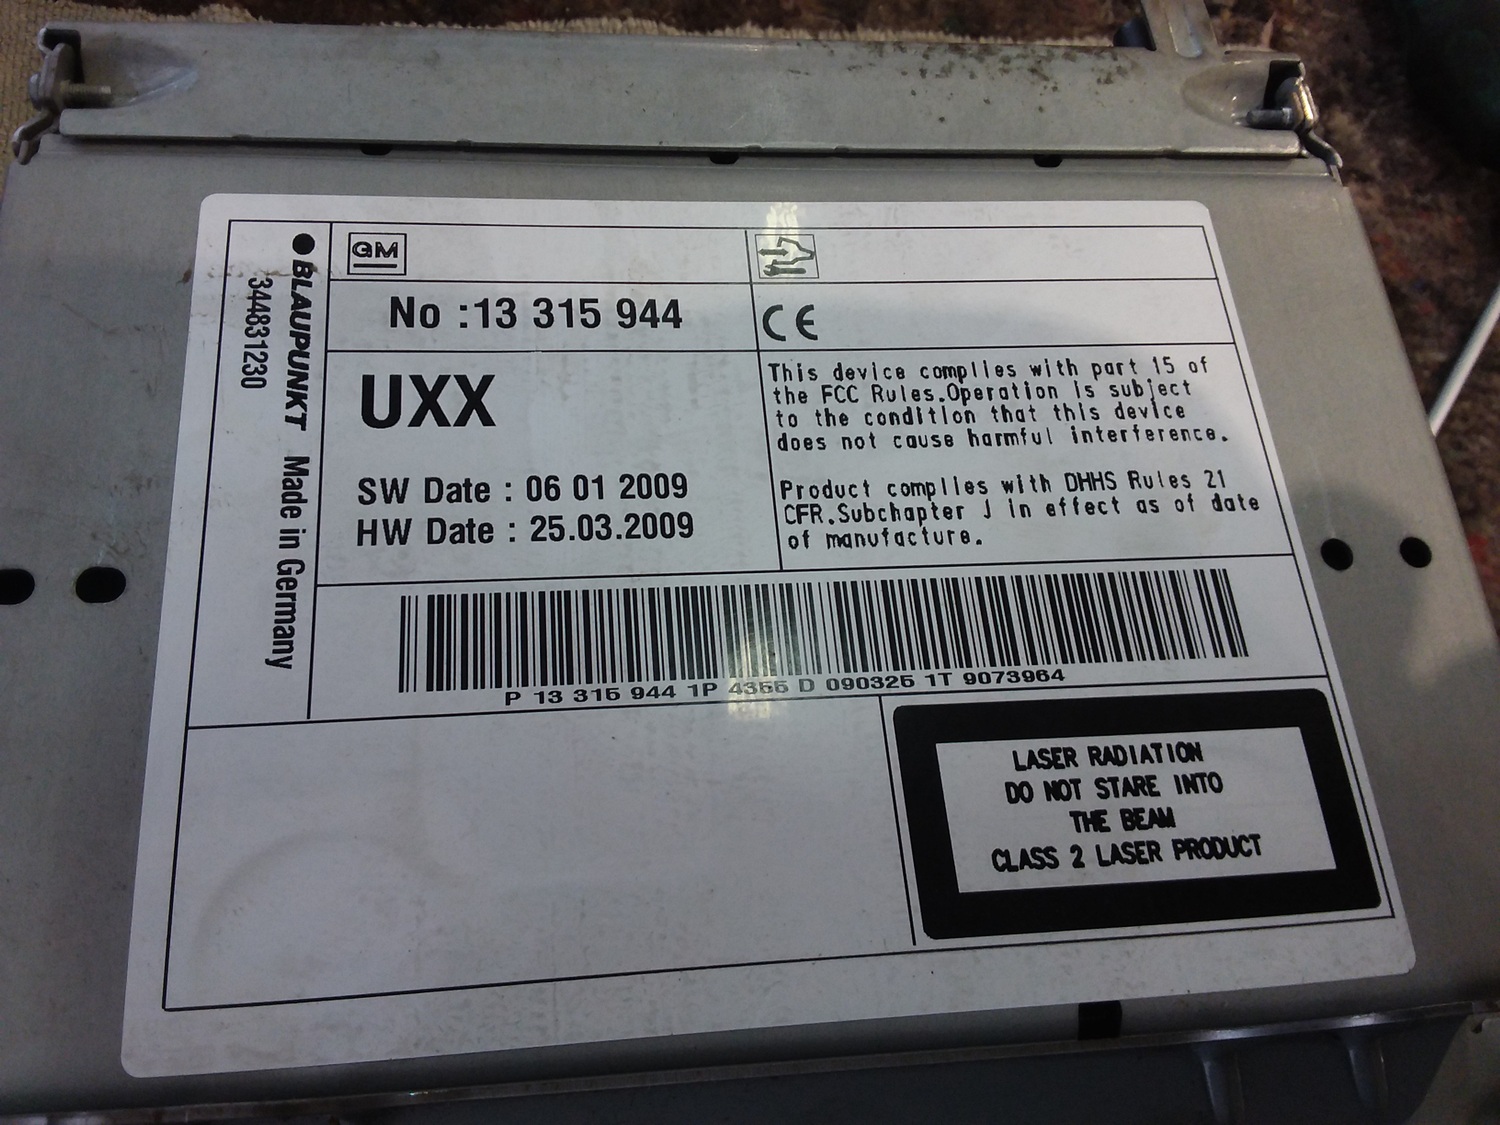 BLAUPUNKT Made in Germany
344831230
GM
No :13 315 944
CE
UXX
SW Date : 06 01 2009
HW Date : 25.03.2009
This device complies with part 15 of
the FCC Rules.Operation is subject
to the condition that this device
does not cause harmful interference.
Product complies with DHHS Rules 21
CFR.Subchapter J in effect as of date
of manufacture.
P 13 315 944 1P 4355 D 090325 1T 9073964
LASER RADIATION
DO NOT STARE INTO
THE BEAM
CLASS 2 LASER PRODUCT